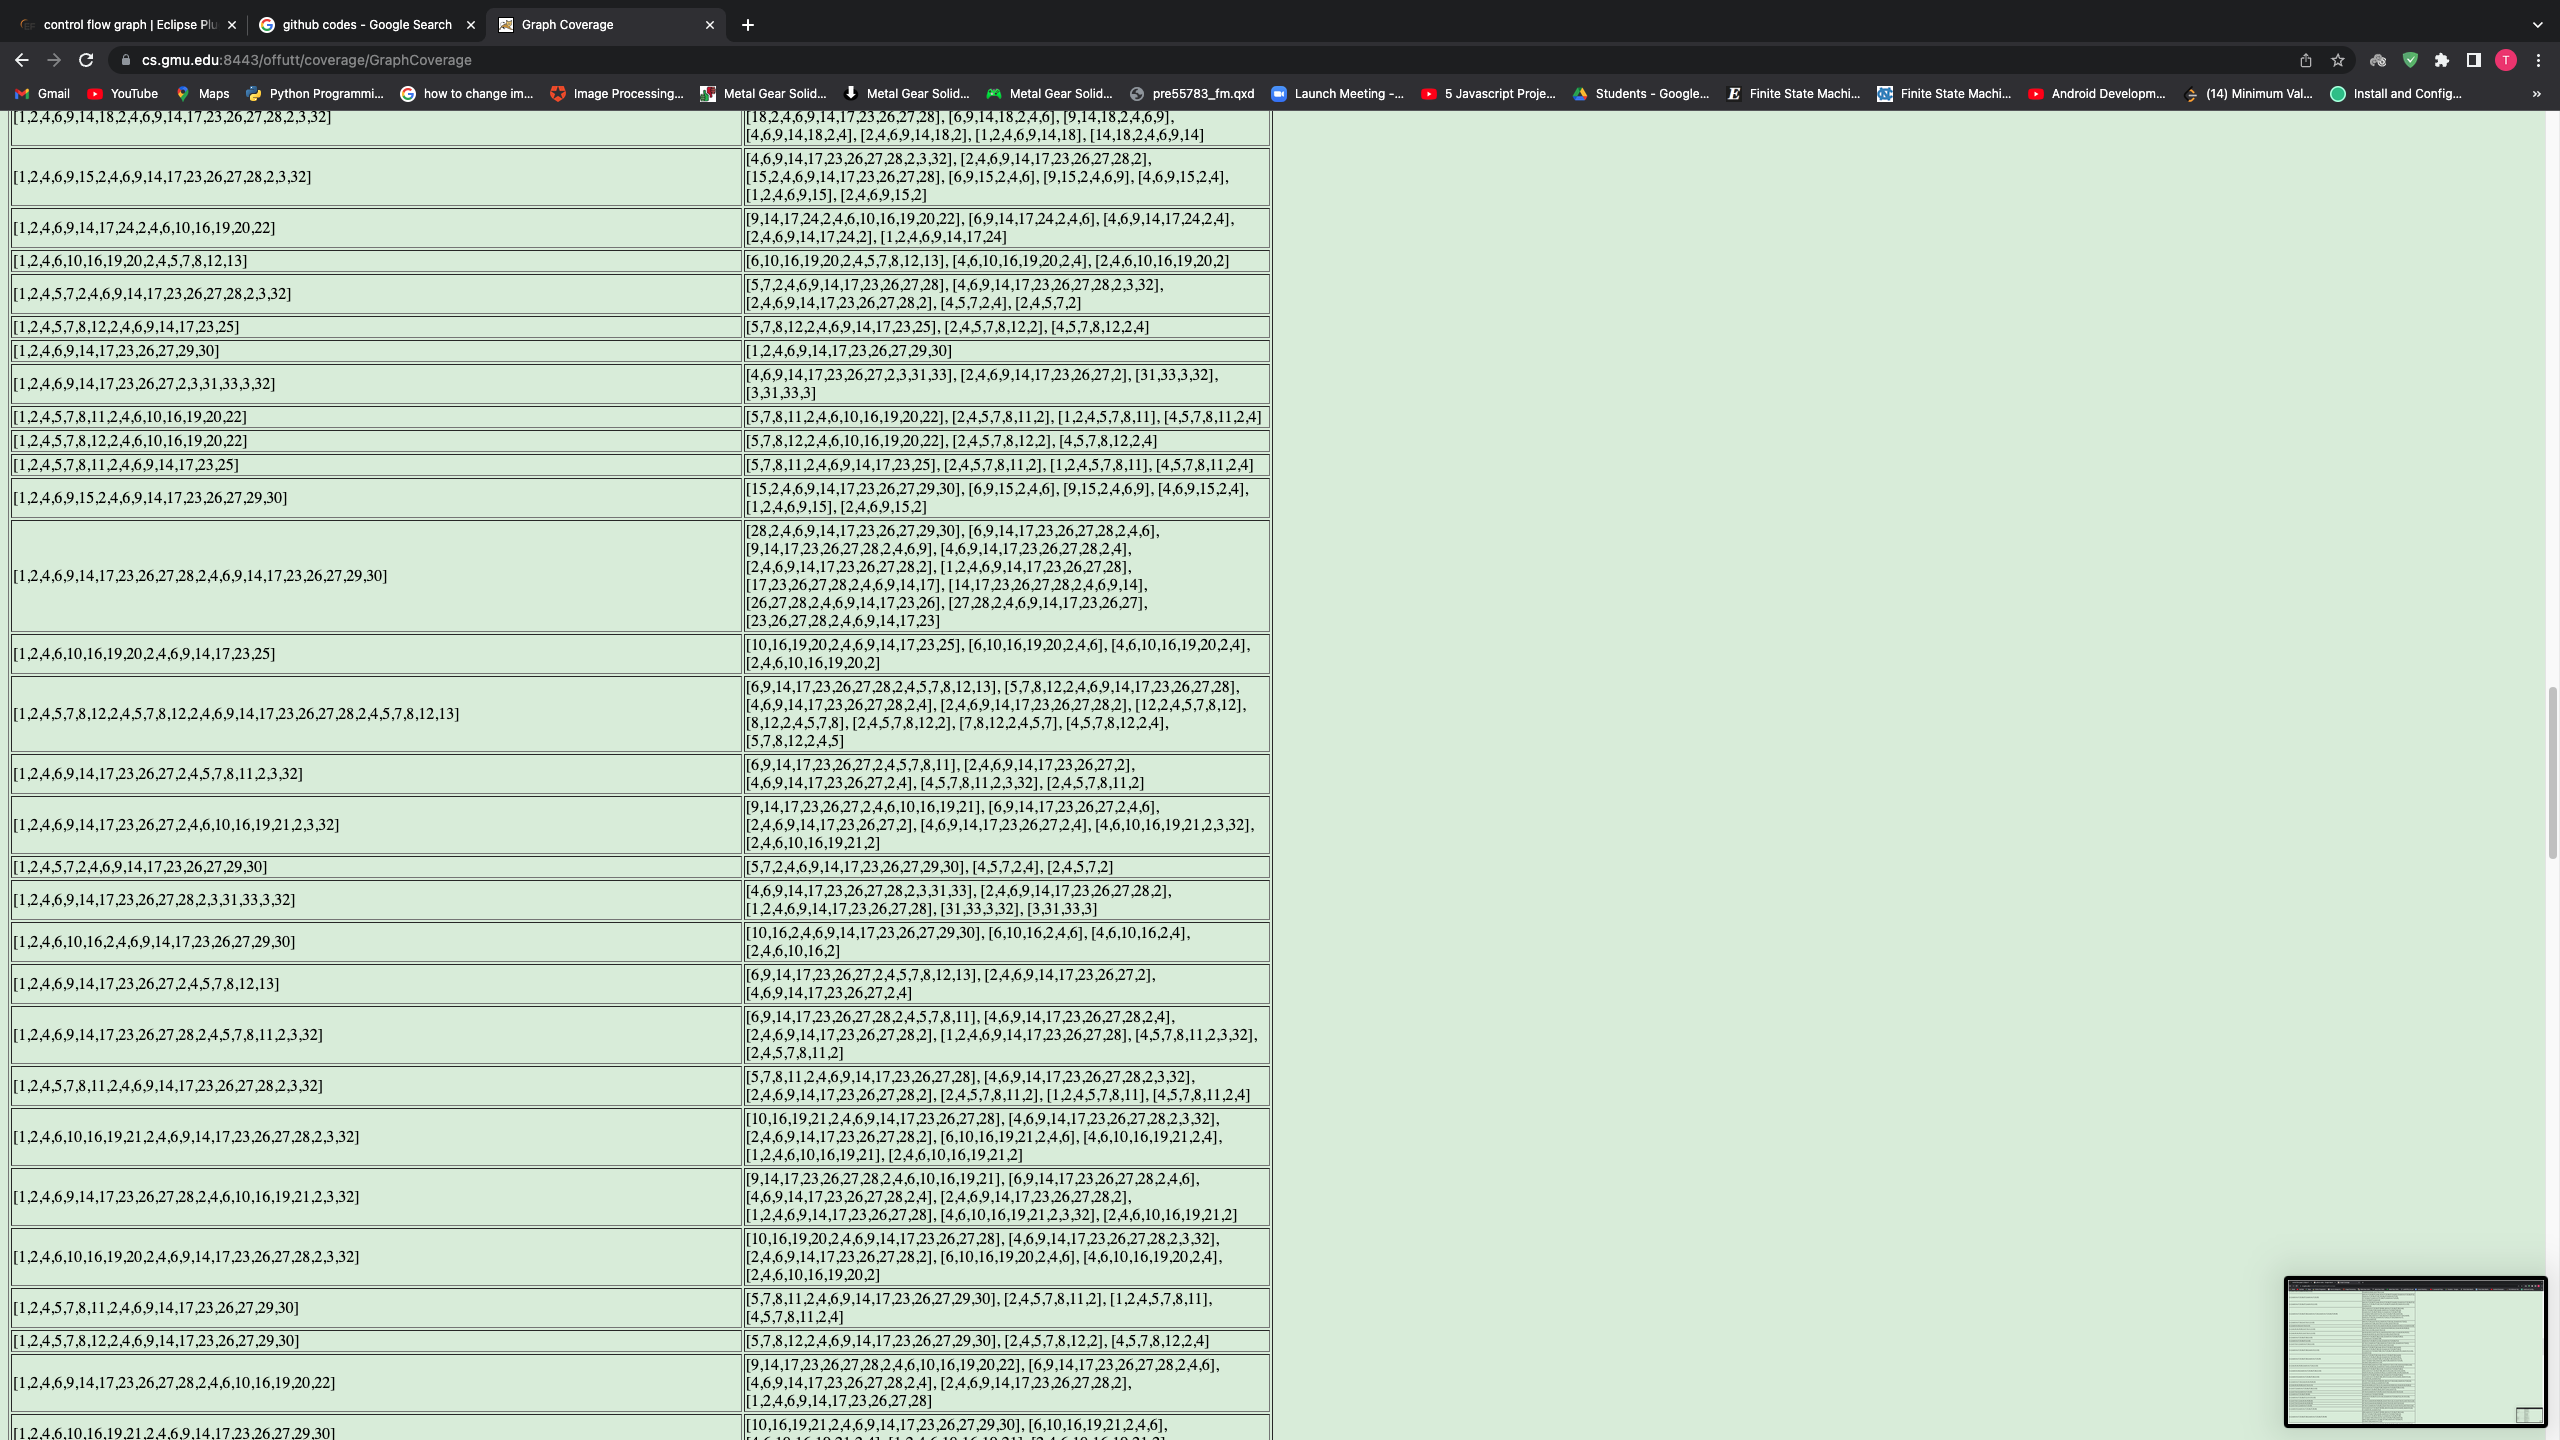 control flow graph | Eclipse Plu
github codes - Google Search
Graph Coverage
cs.gmu.edu:8443/offutt/coverage/GraphCoverage
T
Gmail
YouTube
Maps
Python Programmi...
how to change im...
Image Processing...
Metal Gear Solid...
Metal Gear Solid...
Metal Gear Solid...
pre55783_fm.qxd
Launch Meeting -...
5 Javascript Proje...
Students - Google...
Finite State Machi...
Finite State Machi...
Android Developm...
(14) Minimum Val...
Install and Config...
»
[1,2,4,6,9,14,18,2,4,6,9,14,17,23,26,27,28,2,3,32]
[18,2,4,6,9,14,17,23,26,27,28], [6,9,14,18,2,4,6], [9,14,18,2,4,6,9],
[4,6,9,14,18,2,4], [2,4,6,9,14,18,2], [1,2,4,6,9,14,18], [14,18,2,4,6,9,14]
[1,2,4,6,9,15,2,4,6,9,14,17,23,26,27,28,2,3,32]
[4,6,9,14,17,23,26,27,28,2,3,32], [2,4,6,9,14,17,23,26,27,28,2],
[15,2,4,6,9,14,17,23,26,27,28], [6,9,15,2,4,6], [9,15,2,4,6,9], [4,6,9,15,2,4],
[1,2,4,6,9,15], [2,4,6,9,15,2]
[1,2,4,6,9,14,17,24,2,4,6,10,16,19,20,22]
[9,14,17,24,2,4,6,10,16,19,20,22], [6,9,14,17,24,2,4,6], [4,6,9,14,17,24,2,4],
[2,4,6,9,14,17,24,2], [1,2,4,6,9,14,17,24]
[1,2,4,6,10,16,19,20,2,4,5,7,8,12,13]
[6,10,16,19,20,2,4,5,7,8,12,13], [4,6,10,16,19,20,2,4], [2,4,6,10,16,19,20,2]
[1,2,4,5,7,2,4,6,9,14,17,23,26,27,28,2,3,32]
[5,7,2,4,6,9,14,17,23,26,27,28], [4,6,9,14,17,23,26,27,28,2,3,32],
[2,4,6,9,14,17,23,26,27,28,2], [4,5,7,2,4], [2,4,5,7,2]
[1,2,4,5,7,8,12,2,4,6,9,14,17,23,25]
[5,7,8,12,2,4,6,9,14,17,23,25], [2,4,5,7,8,12,2], [4,5,7,8,12,2,4]
[1,2,4,6,9,14,17,23,26,27,29,30]
[1,2,4,6,9,14,17,23,26,27,29,30]
[1,2,4,6,9,14,17,23,26,27,2,3,31,33,3,32]
[4,6,9,14,17,23,26,27,2,3,31,33], [2,4,6,9,14,17,23,26,27,2], [31,33,3,32],
[3,31,33,3]
[1,2,4,5,7,8,11,2,4,6,10,16,19,20,22]
[5,7,8,11,2,4,6,10,16,19,20,22], [2,4,5,7,8,11,2], [1,2,4,5,7,8,11], [4,5,7,8,11,2,4]
[1,2,4,5,7,8,12,2,4,6,10,16,19,20,22]
[5,7,8,12,2,4,6,10,16,19,20,22], [2,4,5,7,8,12,2], [4,5,7,8,12,2,4]
[1,2,4,5,7,8,11,2,4,6,9,14,17,23,25]
[5,7,8,11,2,4,6,9,14,17,23,25], [2,4,5,7,8,11,2], [1,2,4,5,7,8,11], [4,5,7,8,11,2,4]
[1,2,4,6,9,15,2,4,6,9,14,17,23,26,27,29,30]
[15,2,4,6,9,14,17,23,26,27,29,30], [6,9,15,2,4,6], [9,15,2,4,6,9], [4,6,9,15,2,4],
[1,2,4,6,9,15], [2,4,6,9,15,2]
[1,2,4,6,9,14,17,23,26,27,28,2,4,6,9,14,17,23,26,27,29,30]
[28,2,4,6,9,14,17,23,26,27,29,30], [6,9,14,17,23,26,27,28,2,4,6],
[9,14,17,23,26,27,28,2,4,6,9], [4,6,9,14,17,23,26,27,28,2,4],
[2,4,6,9,14,17,23,26,27,28,2], [1,2,4,6,9,14,17,23,26,27,28],
[17,23,26,27,28,2,4,6,9,14,17], [14,17,23,26,27,28,2,4,6,9,14],
[26,27,28,2,4,6,9,14,17,23,26], [27,28,2,4,6,9,14,17,23,26,27],
[23,26,27,28,2,4,6,9,14,17,23]
[1,2,4,6,10,16,19,20,2,4,6,9,14,17,23,25]
[10,16,19,20,2,4,6,9,14,17,23,25], [6,10,16,19,20,2,4,6], [4,6,10,16,19,20,2,4],
[2,4,6,10,16,19,20,2]
[1,2,4,5,7,8,12,2,4,5,7,8,12,2,4,6,9,14,17,23,26,27,28,2,4,5,7,8,12,13]
[6,9,14,17,23,26,27,28,2,4,5,7,8,12,13], [5,7,8,12,2,4,6,9,14,17,23,26,27,28],
[4,6,9,14,17,23,26,27,28,2,4], [2,4,6,9,14,17,23,26,27,28,2], [12,2,4,5,7,8,12],
[8,12,2,4,5,7,8], [2,4,5,7,8,12,2], [7,8,12,2,4,5,7], [4,5,7,8,12,2,4],
[5,7,8,12,2,4,5]
[1,2,4,6,9,14,17,23,26,27,2,4,5,7,8,11,2,3,32]
[6,9,14,17,23,26,27,2,4,5,7,8,11], [2,4,6,9,14,17,23,26,27,2],
[4,6,9,14,17,23,26,27,2,4], [4,5,7,8,11,2,3,32], [2,4,5,7,8,11,2]
[1,2,4,6,9,14,17,23,26,27,2,4,6,10,16,19,21,2,3,32]
[9,14,17,23,26,27,2,4,6,10,16,19,21], [6,9,14,17,23,26,27,2,4,6],
[2,4,6,9,14,17,23,26,27,2], [4,6,9,14,17,23,26,27,2,4], [4,6,10,16,19,21,2,3,32],
[2,4,6,10,16,19,21,2]
[1,2,4,5,7,2,4,6,9,14,17,23,26,27,29,30]
[5,7,2,4,6,9,14,17,23,26,27,29,30], [4,5,7,2,4], [2,4,5,7,2]
[1,2,4,6,9,14,17,23,26,27,28,2,3,31,33,3,32]
[4,6,9,14,17,23,26,27,28,2,3,31,33], [2,4,6,9,14,17,23,26,27,28,2],
[1,2,4,6,9,14,17,23,26,27,28], [31,33,3,32], [3,31,33,3]
[1,2,4,6,10,16,2,4,6,9,14,17,23,26,27,29,30]
[10,16,2,4,6,9,14,17,23,26,27,29,30], [6,10,16,2,4,6], [4,6,10,16,2,4],
[2,4,6,10,16,2]
[1,2,4,6,9,14,17,23,26,27,2,4,5,7,8,12,13]
[6,9,14,17,23,26,27,2,4,5,7,8,12,13], [2,4,6,9,14,17,23,26,27,2],
[4,6,9,14,17,23,26,27,2,4]
[1,2,4,6,9,14,17,23,26,27,28,2,4,5,7,8,11,2,3,32]
[6,9,14,17,23,26,27,28,2,4,5,7,8,11], [4,6,9,14,17,23,26,27,28,2,4],
[2,4,6,9,14,17,23,26,27,28,2], [1,2,4,6,9,14,17,23,26,27,28], [4,5,7,8,11,2,3,32],
[2,4,5,7,8,11,2]
[1,2,4,5,7,8,11,2,4,6,9,14,17,23,26,27,28,2,3,32]
[5,7,8,11,2,4,6,9,14,17,23,26,27,28], [4,6,9,14,17,23,26,27,28,2,3,32],
[2,4,6,9,14,17,23,26,27,28,2], [2,4,5,7,8,11,2], [1,2,4,5,7,8,11], [4,5,7,8,11,2,4]
[1,2,4,6,10,16,19,21,2,4,6,9,14,17,23,26,27,28,2,3,32]
[10,16,19,21,2,4,6,9,14,17,23,26,27,28], [4,6,9,14,17,23,26,27,28,2,3,32],
[2,4,6,9,14,17,23,26,27,28,2], [6,10,16,19,21,2,4,6], [4,6,10,16,19,21,2,4],
[1,2,4,6,10,16,19,21], [2,4,6,10,16,19,21,2]
[1,2,4,6,9,14,17,23,26,27,28,2,4,6,10,16,19,21,2,3,32]
[9,14,17,23,26,27,28,2,4,6,10,16,19,21], [6,9,14,17,23,26,27,28,2,4,6],
[4,6,9,14,17,23,26,27,28,2,4], [2,4,6,9,14,17,23,26,27,28,2],
[1,2,4,6,9,14,17,23,26,27,28], [4,6,10,16,19,21,2,3,32], [2,4,6,10,16,19,21,2]
[1,2,4,6,10,16,19,20,2,4,6,9,14,17,23,26,27,28,2,3,32]
[10,16,19,20,2,4,6,9,14,17,23,26,27,28], [4,6,9,14,17,23,26,27,28,2,3,32],
[2,4,6,9,14,17,23,26,27,28,2], [6,10,16,19,20,2,4,6], [4,6,10,16,19,20,2,4],
[2,4,6,10,16,19,20,2]
[1,2,4,5,7,8,11,2,4,6,9,14,17,23,26,27,29,30]
[5,7,8,11,2,4,6,9,14,17,23,26,27,29,30], [2,4,5,7,8,11,2], [1,2,4,5,7,8,11],
[4,5,7,8,11,2,4]
[1,2,4,5,7,8,12,2,4,6,9,14,17,23,26,27,29,30]
[5,7,8,12,2,4,6,9,14,17,23,26,27,29,30], [2,4,5,7,8,12,2], [4,5,7,8,12,2,4]
[1,2,4,6,9,14,17,23,26,27,28,2,4,6,10,16,19,20,22]
[9,14,17,23,26,27,28,2,4,6,10,16,19,20,22], [6,9,14,17,23,26,27,28,2,4,6],
[4,6,9,14,17,23,26,27,28,2,4], [2,4,6,9,14,17,23,26,27,28,2],
[1,2,4,6,9,14,17,23,26,27,28]
[1,2,4,6,10,16,19,21,2,4,6,9,14,17,23,26,27,29,30]
[10,16,19,21,2,4,6,9,14,17,23,26,27,29,30], [6,10,16,19,21,2,4,6],